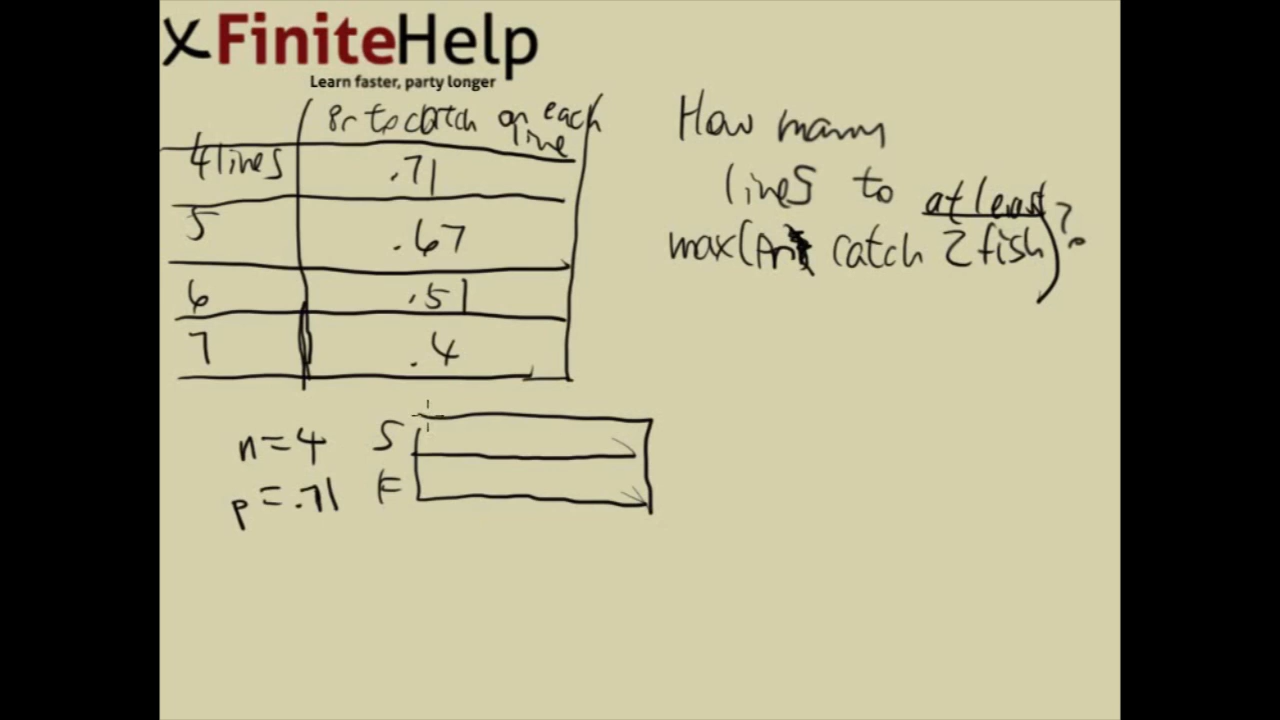 xFiniteHelp
Learn faster, party longer
Pr to catch on each line
4 lines .71
5 .67
6 .51
7 .4
How many
lines to at least
max(Pr catch 2 fish)?
n=4 S
p=.71 F